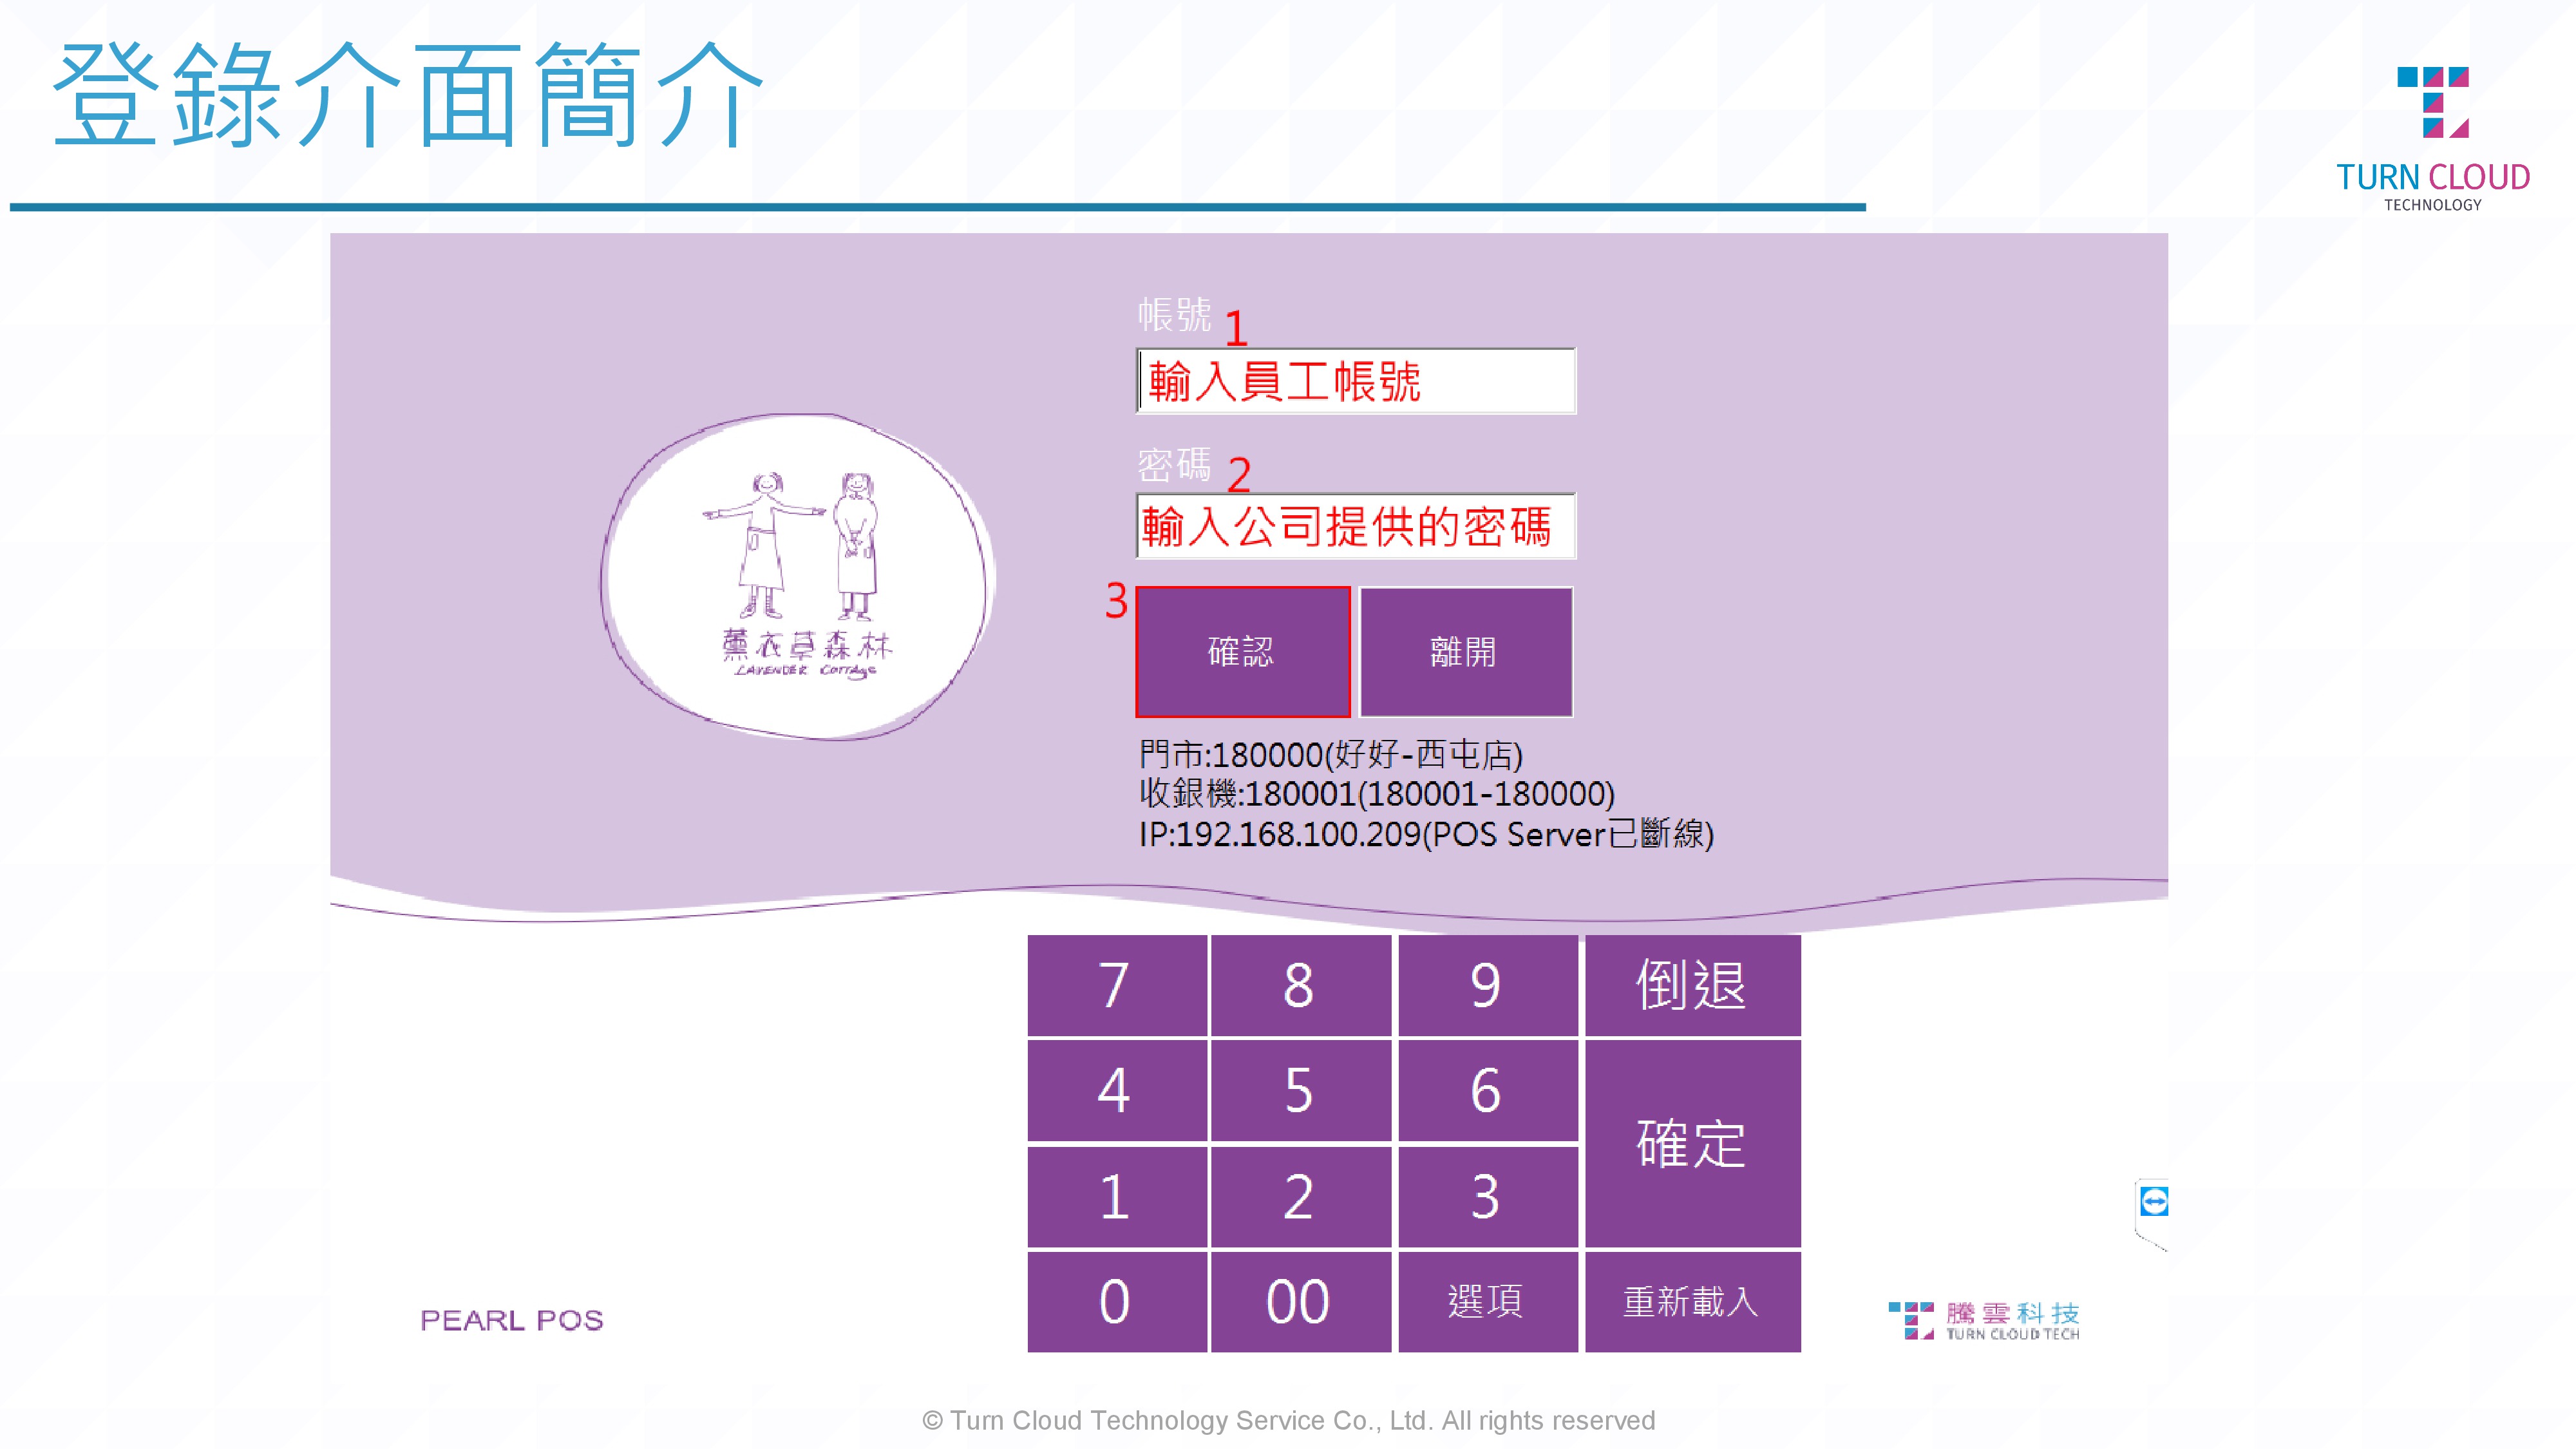 登錄介面簡介
TURN CLOUD
TECHNOLOGY
帳號 1
輸入員工帳號
密碼 2
輸入公司提供的密碼
3
確認 離開
薰衣草森林
LAVENDER COTTAGE
門市:180000(好好-西屯店)
收銀機:180001(180001-180000)
IP:192.168.100.209(POS Server已斷線)
7 8 9 倒退
4 5 6 確定
1 2 3
0 00 選項 重新載入
PEARL POS
騰雲科技
TURN CLOUD TECH
© Turn Cloud Technology Service Co., Ltd. All rights reserved